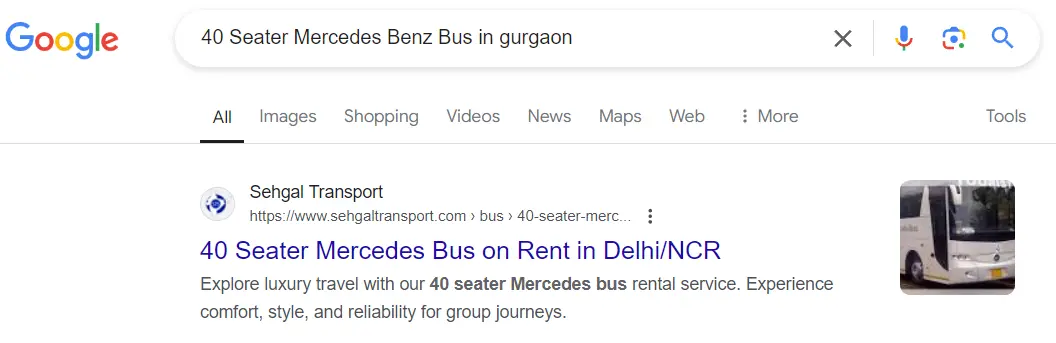 Google
40 Seater Mercedes Benz Bus in gurgaon
All Images Shopping Videos News Maps Web More Tools
Sehgal Transport
https://www.sehgaltransport.com › bus › 40-seater-merc...
40 Seater Mercedes Bus on Rent in Delhi/NCR
Explore luxury travel with our 40 seater Mercedes bus rental service. Experience
comfort, style, and reliability for group journeys.